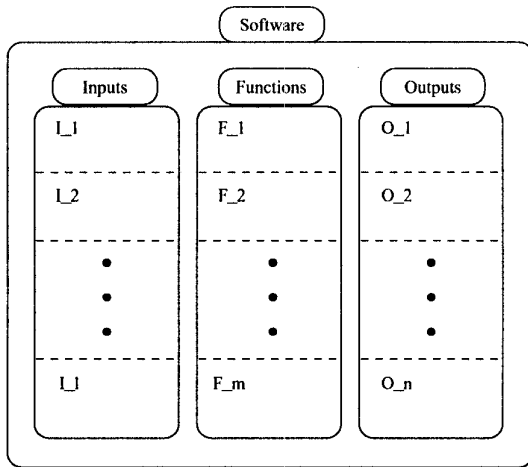 Software
Inputs Functions Outputs
I_1 F_1 O_1
I_2 F_2 O_2
I_l F_m O_n